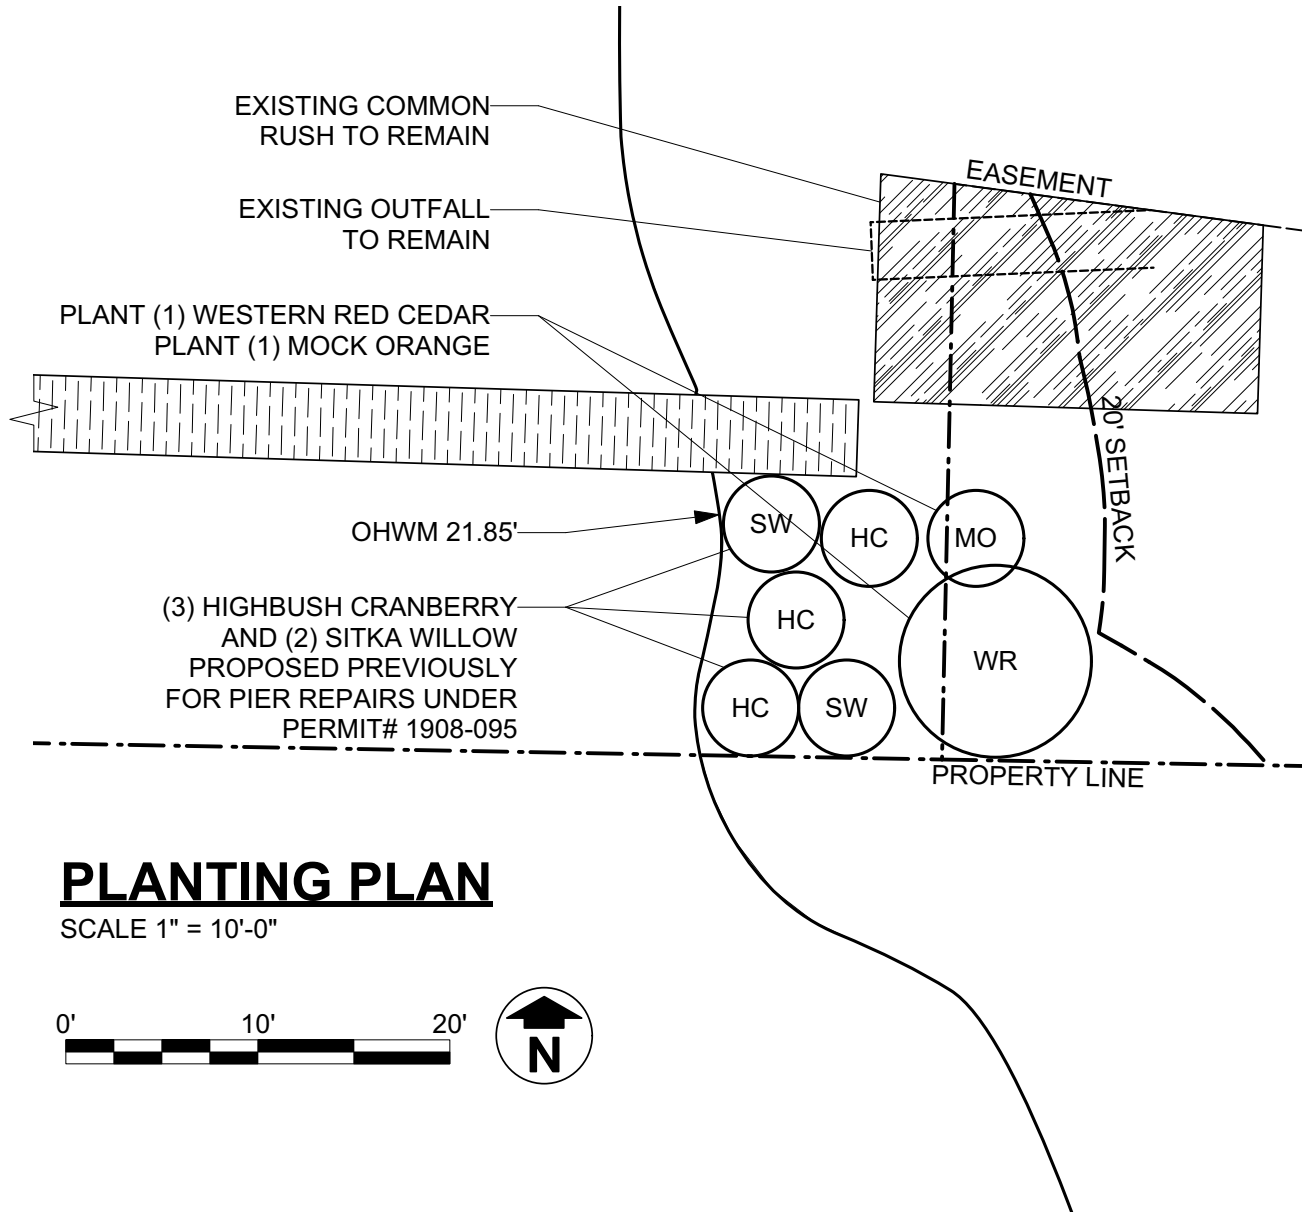 EXISTING COMMON
RUSH TO REMAIN
EASEMENT
EXISTING OUTFALL
TO REMAIN
PLANT (1) WESTERN RED CEDAR
PLANT (1) MOCK ORANGE
20' SETBACK
OHWM 21.85'
SW
HC
MO
(3) HIGHBUSH CRANBERRY
AND (2) SITKA WILLOW
PROPOSED PREVIOUSLY
FOR PIER REPAIRS UNDER
PERMIT# 1908-095
HC
WR
HC
SW
PROPERTY LINE
PLANTING PLAN
SCALE 1" = 10'-0"
0' 10' 20'
N